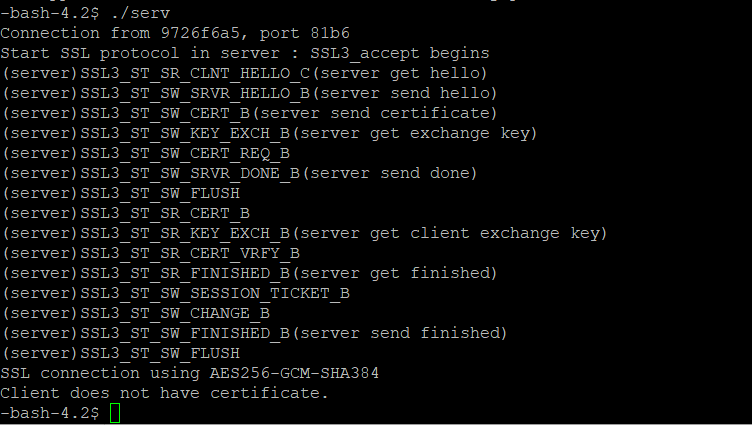 -bash-4.2$ ./serv
Connection from 9726f6a5, port 81b6
Start SSL protocol in server : SSL3_accept begins
(server)SSL3_ST_SR_CLNT_HELLO_C(server get hello)
(server)SSL3_ST_SW_SRVR_HELLO_B(server send hello)
(server)SSL3_ST_SW_CERT_B(server send certificate)
(server)SSL3_ST_SW_KEY_EXCH_B(server get exchange key)
(server)SSL3_ST_SW_CERT_REQ_B
(server)SSL3_ST_SW_SRVR_DONE_B(server send done)
(server)SSL3_ST_SW_FLUSH
(server)SSL3_ST_SR_CERT_B
(server)SSL3_ST_SR_KEY_EXCH_B(server get client exchange key)
(server)SSL3_ST_SR_CERT_VRFY_B
(server)SSL3_ST_SR_FINISHED_B(server get finished)
(server)SSL3_ST_SW_SESSION_TICKET_B
(server)SSL3_ST_SW_CHANGE_B
(server)SSL3_ST_SW_FINISHED_B(server send finished)
(server)SSL3_ST_SW_FLUSH
SSL connection using AES256-GCM-SHA384
Client does not have certificate.
-bash-4.2$